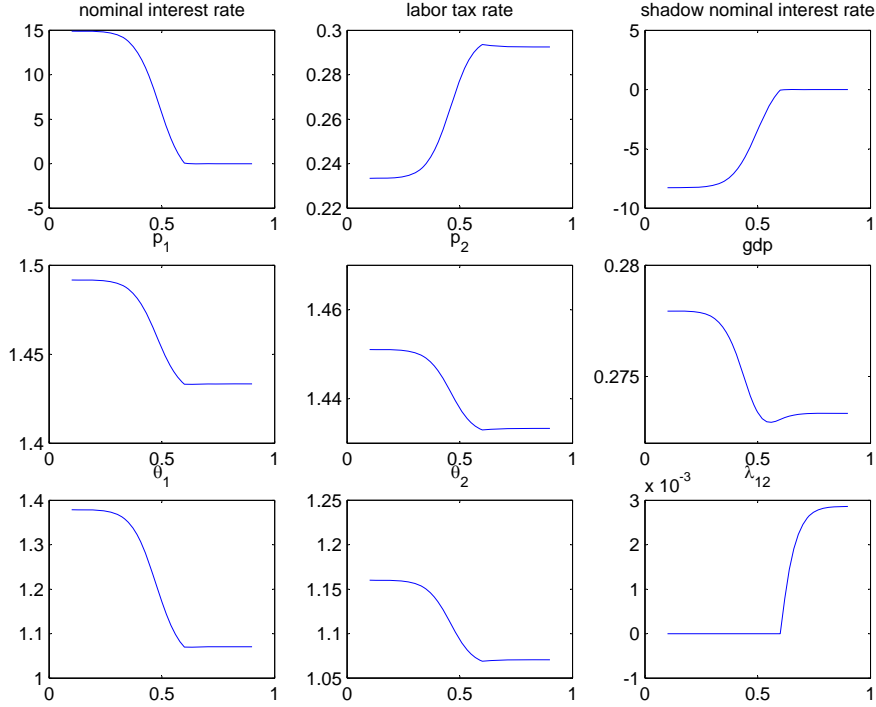 nominal interest rate
labor tax rate
shadow nominal interest rate
15
10
5
0
-5
0 0.5 1
0.3
0.28
0.26
0.24
0.22
0 0.5 1
5
0
-5
-10
0 0.5 1
p1
p2
gdp
1.5
1.45
1.4
0 0.5 1
1.46
1.44
0 0.5 1
0.28
0.275
0 0.5 1
θ1
θ2
λ12
1.4
1.3
1.2
1.1
1
0 0.5 1
1.25
1.2
1.15
1.1
1.05
0 0.5 1
x 10-3
3
2
1
0
-1
0 0.5 1